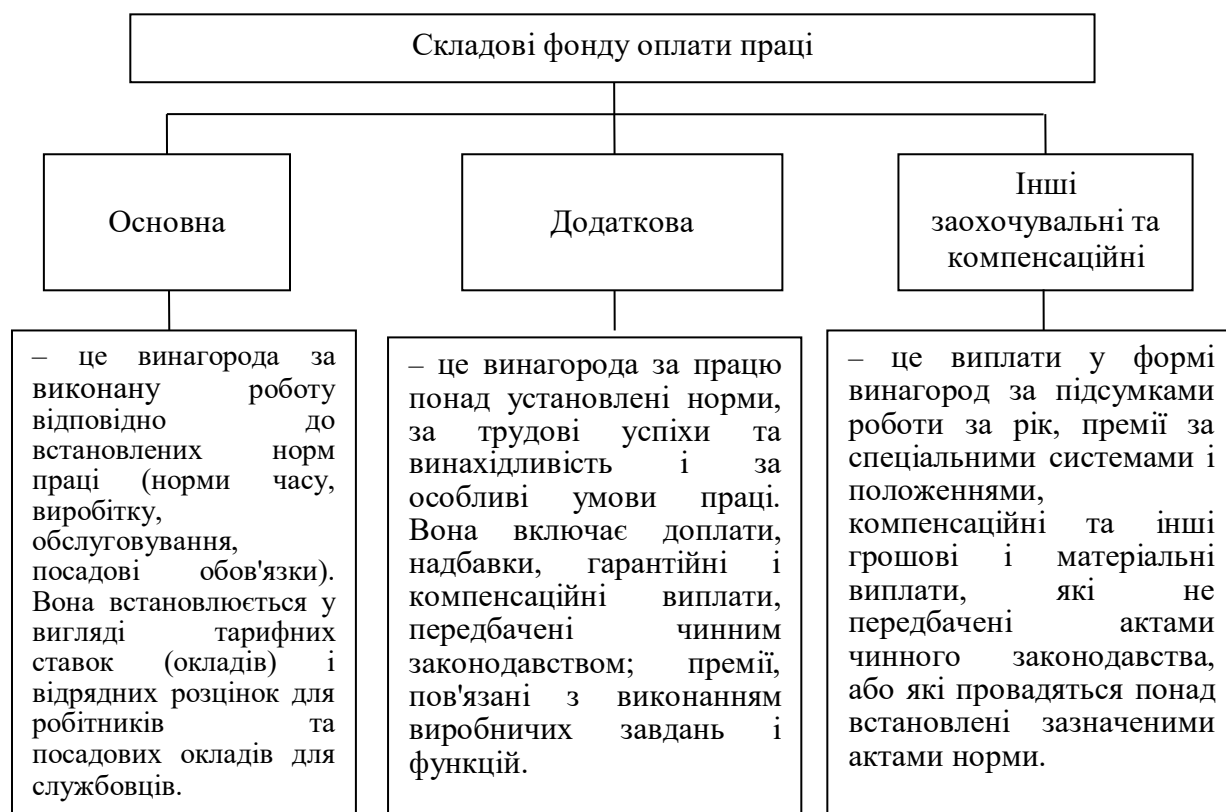 Складові фонду оплати праці
Основна
Додаткова
Інші
заохочувальні та
компенсаційні
– це винагорода за
виконану роботу
відповідно до
встановлених норм
праці (норми часу,
виробітку,
обслуговування,
посадові обов'язки).
Вона встановлюється у
вигляді тарифних
ставок (окладів) і
відрядних розцінок для
робітників та
посадових окладів для
службовців.
– це винагорода за працю
понад установлені норми,
за трудові успіхи та
винахідливість і за
особливі умови праці.
Вона включає доплати,
надбавки, гарантійні і
компенсаційні виплати,
передбачені чинним
законодавством; премії,
пов'язані з виконанням
виробничих завдань і
функцій.
– це виплати у формі
винагород за підсумками
роботи за рік, премії за
спеціальними системами і
положеннями,
компенсаційні та інші
грошові і матеріальні
виплати, які не
передбачені актами
чинного законодавства,
або які провадяться понад
встановлені зазначеними
актами норми.